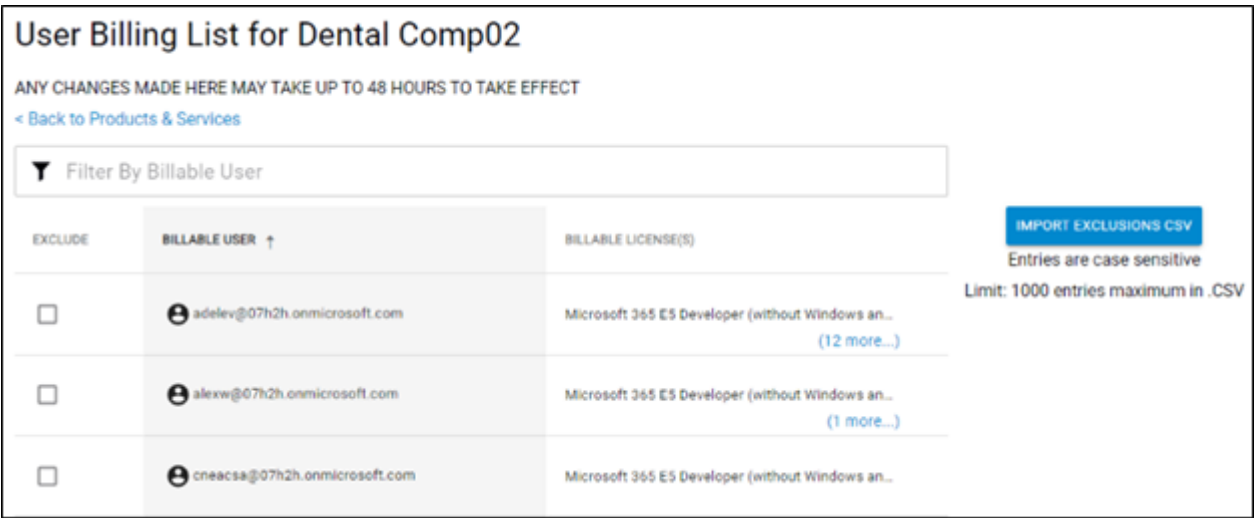 User Billing List for Dental Comp02
ANY CHANGES MADE HERE MAY TAKE UP TO 48 HOURS TO TAKE EFFECT
< Back to Products & Services
Filter By Billable User
EXCLUDE BILLABLE USER ↑ BILLABLE LICENSE(S)
IMPORT EXCLUSIONS CSV
Entries are case sensitive
Limit: 1000 entries maximum in .CSV
adelev@07h2h.onmicrosoft.com Microsoft 365 E5 Developer (without Windows an...
(12 more...)
alexw@07h2h.onmicrosoft.com Microsoft 365 E5 Developer (without Windows an...
(1 more...)
cneacsa@07h2h.onmicrosoft.com Microsoft 365 E5 Developer (without Windows an...